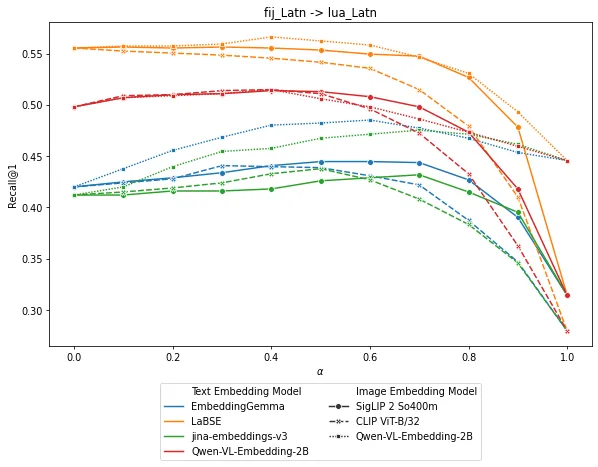 fij_Latn -> lua_Latn
Recall@1
0.55
0.50
0.45
0.40
0.35
0.30
0.0 0.2 0.4 0.6 0.8 1.0
α
Text Embedding Model
EmbeddingGemma
LaBSE
jina-embeddings-v3
Qwen-VL-Embedding-2B
Image Embedding Model
SigLIP 2 So400m
CLIP ViT-B/32
Qwen-VL-Embedding-2B